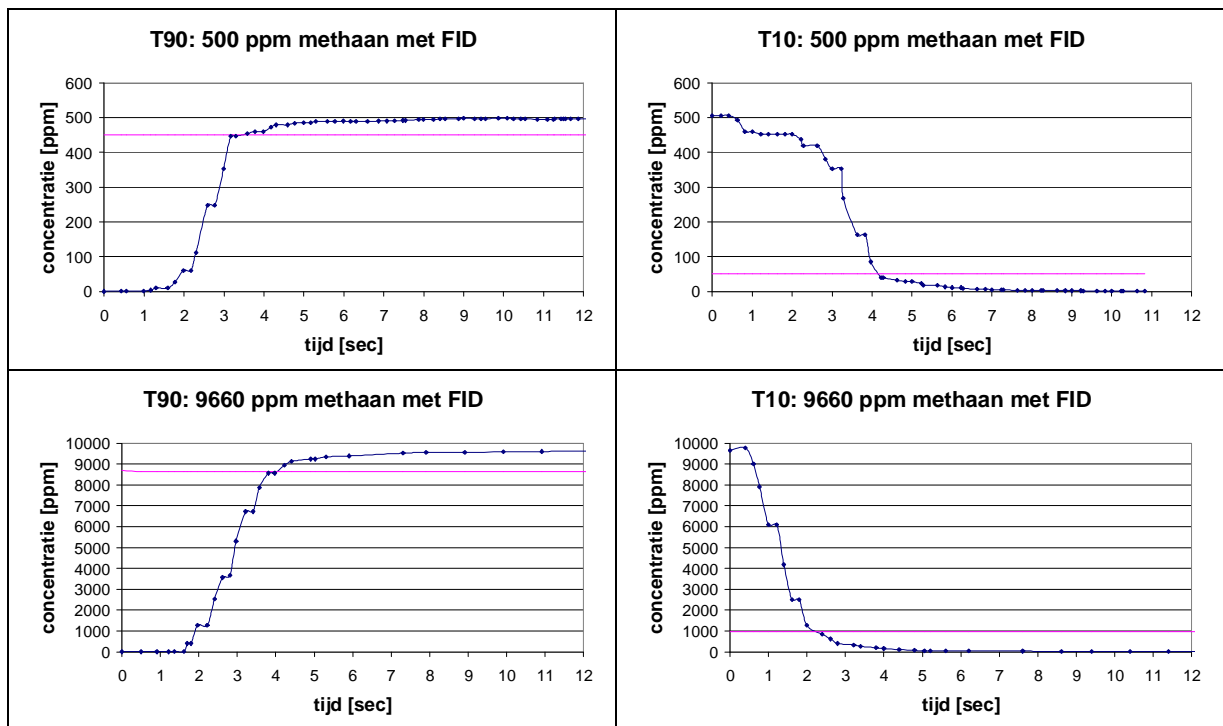 T90: 500 ppm methaan met FID
concentratie [ppm]
600
500
400
300
200
100
0
0 1 2 3 4 5 6 7 8 9 10 11 12
tijd [sec]
T10: 500 ppm methaan met FID
concentratie [ppm]
600
500
400
300
200
100
0
0 1 2 3 4 5 6 7 8 9 10 11 12
tijd [sec]
T90: 9660 ppm methaan met FID
concentratie [ppm]
10000
9000
8000
7000
6000
5000
4000
3000
2000
1000
0
0 1 2 3 4 5 6 7 8 9 10 11 12
tijd [sec]
T10: 9660 ppm methaan met FID
concentratie [ppm]
10000
9000
8000
7000
6000
5000
4000
3000
2000
1000
0
0 1 2 3 4 5 6 7 8 9 10 11 12
tijd [sec]